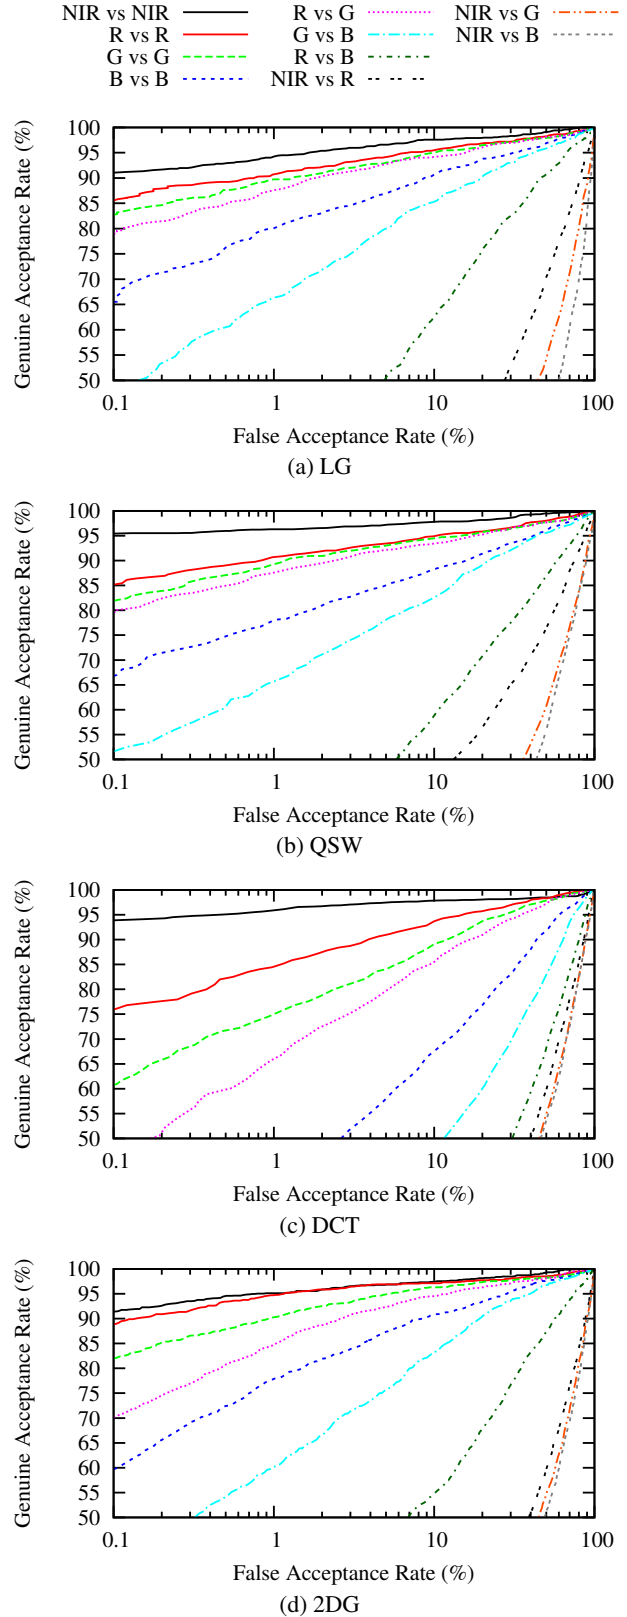 NIR vs NIR
R vs R
G vs G
B vs B
R vs G
G vs B
R vs B
NIR vs R
NIR vs G
NIR vs B
Genuine Acceptance Rate (%)
100
95
90
85
80
75
70
65
60
55
50
0.1 1 10 100
False Acceptance Rate (%)
(a) LG
Genuine Acceptance Rate (%)
100
95
90
85
80
75
70
65
60
55
50
0.1 1 10 100
False Acceptance Rate (%)
(b) QSW
Genuine Acceptance Rate (%)
100
95
90
85
80
75
70
65
60
55
50
0.1 1 10 100
False Acceptance Rate (%)
(c) DCT
Genuine Acceptance Rate (%)
100
95
90
85
80
75
70
65
60
55
50
0.1 1 10 100
False Acceptance Rate (%)
(d) 2DG